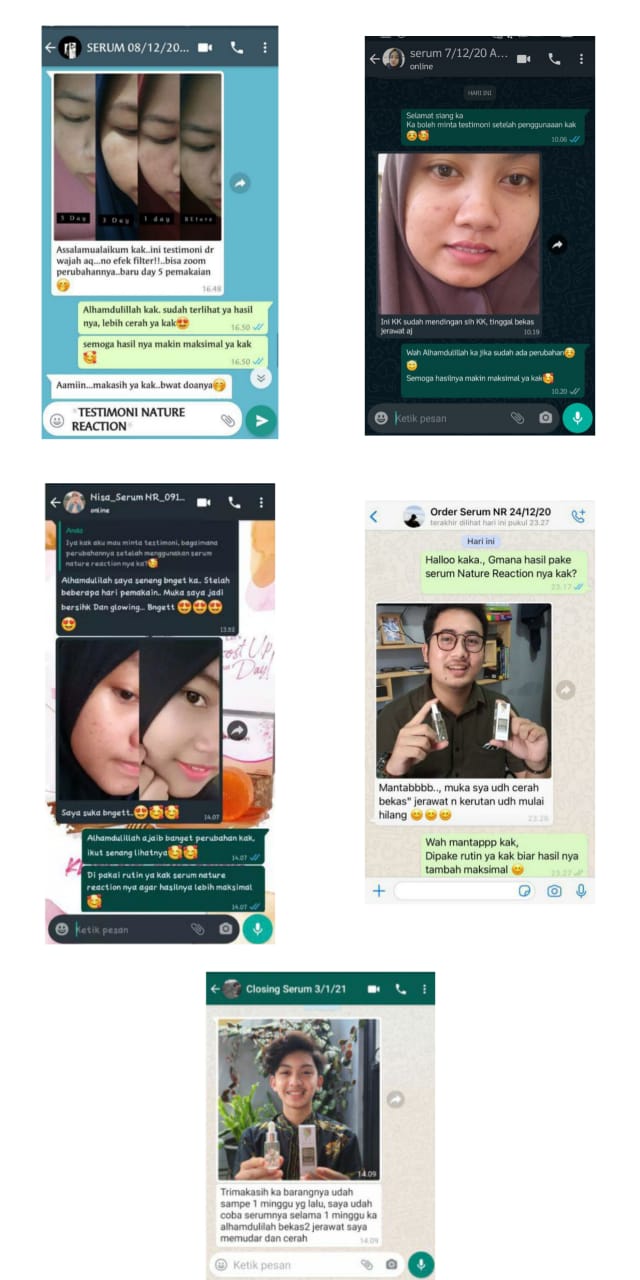 SERUM 08/12/20...
5 Day
3 Day
1 day
BEfore
Assalamualaikum kak..ini testimoni dr
wajah aq...no efek filter!!..bisa zoom
perubahannya..baru day 5 pemakaian
16.48
Alhamdulillah kak. sudah terlihat ya hasil
nya, lebih cerah ya kak
16.50
semoga hasil nya makin maksimal ya kak
16.50
Aamiin...makasih ya kak..bwat doanya
*TESTIMONI NATURE
REACTION*
serum 7/12/20 A...
online
HARI INI
Selamat siang ka
Ka boleh minta testimoni setelah penggunaaan kak
10.06
Ini KK sudah mendingan sih KK, tinggal bekas
jerawat aj
10.19
Wah Alhamdulillah ka jika sudah ada perubahan
Semoga hasilnya makin maksimal ya kak
10.20
Ketik pesan
Nisa_Serum NR_091..
online
Anda
Iya kak aku mau minta testimoni, bagaimana
perubahannya setelah menggunakan serum
nature reaction nya ka?
Alhamdulilah saya seneng bnget ka. Stelah
beberapa hari pemakain.. Muka saya jadi
bersihk Dan glowing.. Bngett
13.52
ost Up
Day!
Saya suka bngett..
14.07
Alhamdulillah ajaib banget perubahan kak,
ikut senang lihatnya
14.07
Di pakai rutin ya kak serum nature
reaction nya agar hasilnya lebih maksimal
14.07
Ketik pesan
Order Serum NR 24/12/20
terakhir dilihat hari ini pukul 23.27
Hari ini
Halloo kaka., Gmana hasil pake
serum Nature Reaction nya kak?
23.17
Mantabbbb.., muka sya udh cerah
bekas" jerawat n kerutan udh mulai
hilang
23.26
Wah mantappp kak,
Dipake rutin ya kak biar hasil nya
tambah maksimal
23.27
Closing Serum 3/1/21
14.09
Trimakasih ka barangnya udah
sampe 1 minggu yg lalu, saya udah
coba serumnya selama 1 minggu ka
alhamdulilah bekas2 jerawat saya
memudar dan cerah
14.09
Ketik pesan